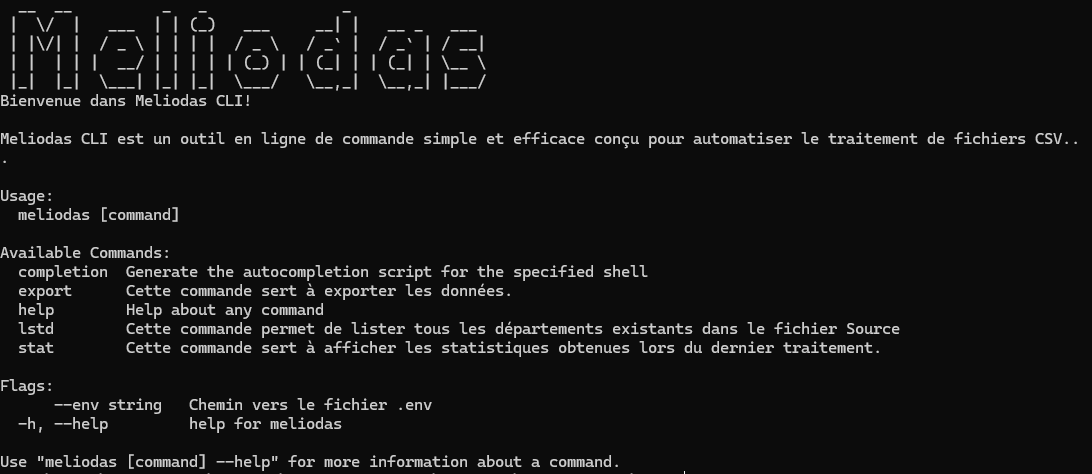 Meliodas
Bienvenue dans Meliodas CLI!
Meliodas CLI est un outil en ligne de commande simple et efficace conçu pour automatiser le traitement de fichiers CSV..
.
Usage:
  meliodas [command]
Available Commands:
  completion  Generate the autocompletion script for the specified shell
  export      Cette commande sert à exporter les données.
  help        Help about any command
  lstd        Cette commande permet de lister tous les départements existants dans le fichier Source
  stat        Cette commande sert à afficher les statistiques obtenues lors du dernier traitement.
Flags:
      --env string   Chemin vers le fichier .env
  -h, --help         help for meliodas
Use "meliodas [command] --help" for more information about a command.